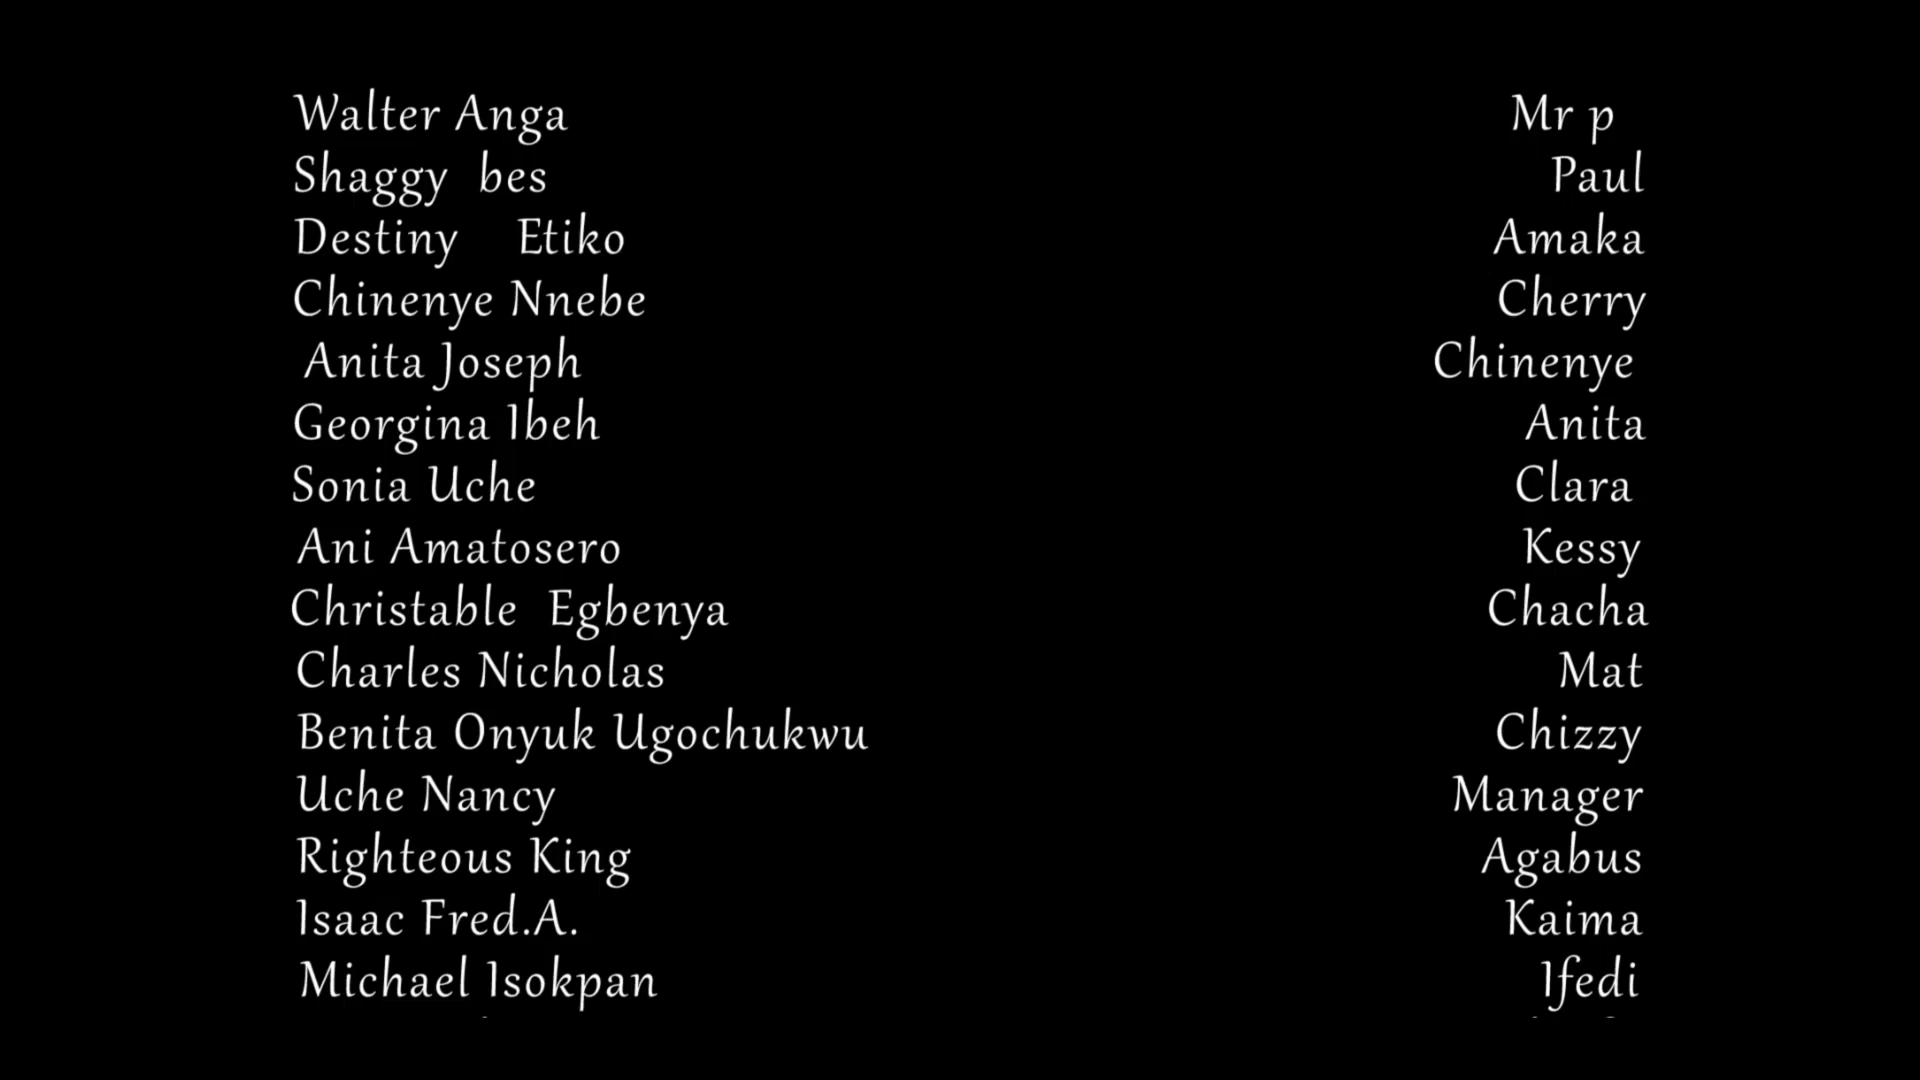 Walter Anga Mr p
Shaggy bes Paul
Destiny Etiko Amaka
Chinenye Nnebe Cherry
Anita Joseph Chinenye
Georgina Ibeh Anita
Sonia Uche Clara
Ani Amatosero Kessy
Christable Egbenya Chacha
Charles Nicholas Mat
Benita Onyuk Ugochukwu Chizzy
Uche Nancy Manager
Righteous King Agabus
Isaac Fred.A. Kaima
Michael Isokpan Ifedi